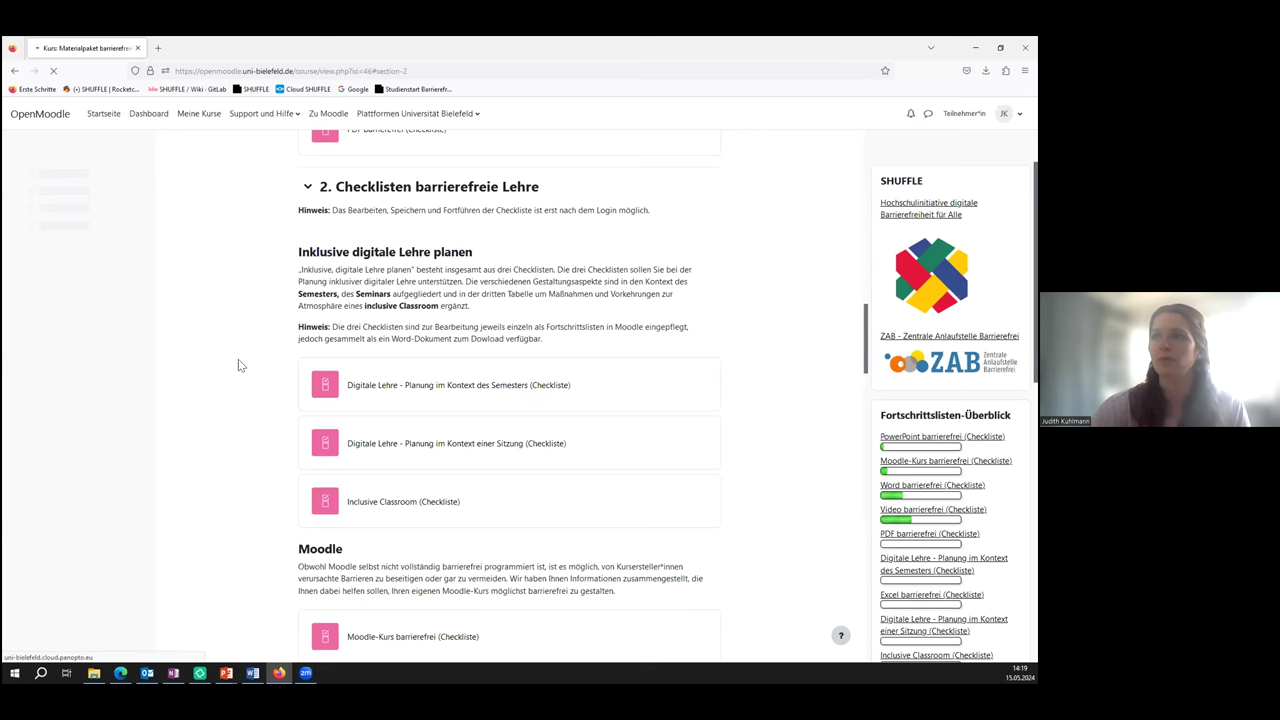 Kurs: Materialpaket barrierefrei
https://openmoodle.uni-bielefeld.de/course/view.php?id=46#section-2
Erste Schritte
(•) SHUFFLE | Rocketc...
SHUFFLE / Wiki · GitLab
SHUFFLE
Cloud SHUFFLE
Google
Studienstart Barrierefr...
OpenMoodle
Startseite
Dashboard
Meine Kurse
Support und Hilfe
Zu Moodle
Plattformen Universität Bielefeld
Teilnehmer*in
JK
PDF barrierefrei (Checkliste)
2. Checklisten barrierefreie Lehre
Hinweis: Das Bearbeiten, Speichern und Fortführen der Checkliste ist erst nach dem Login möglich.
Inklusive digitale Lehre planen
„Inklusive, digitale Lehre planen" besteht insgesamt aus drei Checklisten. Die drei Checklisten sollen Sie bei der
Planung inklusiver digitaler Lehre unterstützen. Die verschiedenen Gestaltungsaspekte sind in den Kontext des
Semesters, des Seminars aufgegliedert und in der dritten Tabelle um Maßnahmen und Vorkehrungen zur
Atmosphäre eines inclusive Classroom ergänzt.
Hinweis: Die drei Checklisten sind zur Bearbeitung jeweils einzeln als Fortschrittslisten in Moodle eingepflegt,
jedoch gesammelt als ein Word-Dokument zum Dowload verfügbar.
Digitale Lehre - Planung im Kontext des Semesters (Checkliste)
Digitale Lehre - Planung im Kontext einer Sitzung (Checkliste)
Inclusive Classroom (Checkliste)
Moodle
Obwohl Moodle selbst nicht vollständig barrierefrei programmiert ist, ist es möglich, von Kursersteller*innen
verursachte Barrieren zu beseitigen oder gar zu vermeiden. Wir haben Ihnen Informationen zusammengestellt, die
Ihnen dabei helfen sollen, Ihren eigenen Moodle-Kurs möglichst barrierefrei zu gestalten.
Moodle-Kurs barrierefrei (Checkliste)
SHUFFLE
Hochschulinitiative digitale
Barrierefreiheit für Alle
ZAB - Zentrale Anlaufstelle Barrierefrei
ZAB Zentrale
Anlaufstelle
Barrierefrei
Fortschrittslisten-Überblick
PowerPoint barrierefrei (Checkliste)
Moodle-Kurs barrierefrei (Checkliste)
Word barrierefrei (Checkliste)
Video barrierefrei (Checkliste)
PDF barrierefrei (Checkliste)
Digitale Lehre - Planung im Kontext
des Semesters (Checkliste)
Excel barrierefrei (Checkliste)
Digitale Lehre - Planung im Kontext
einer Sitzung (Checkliste)
Inclusive Classroom (Checkliste)
?
uni-bielefeld.cloud.panopto.eu
14:19
15.05.2024
Judith Kuhlmann